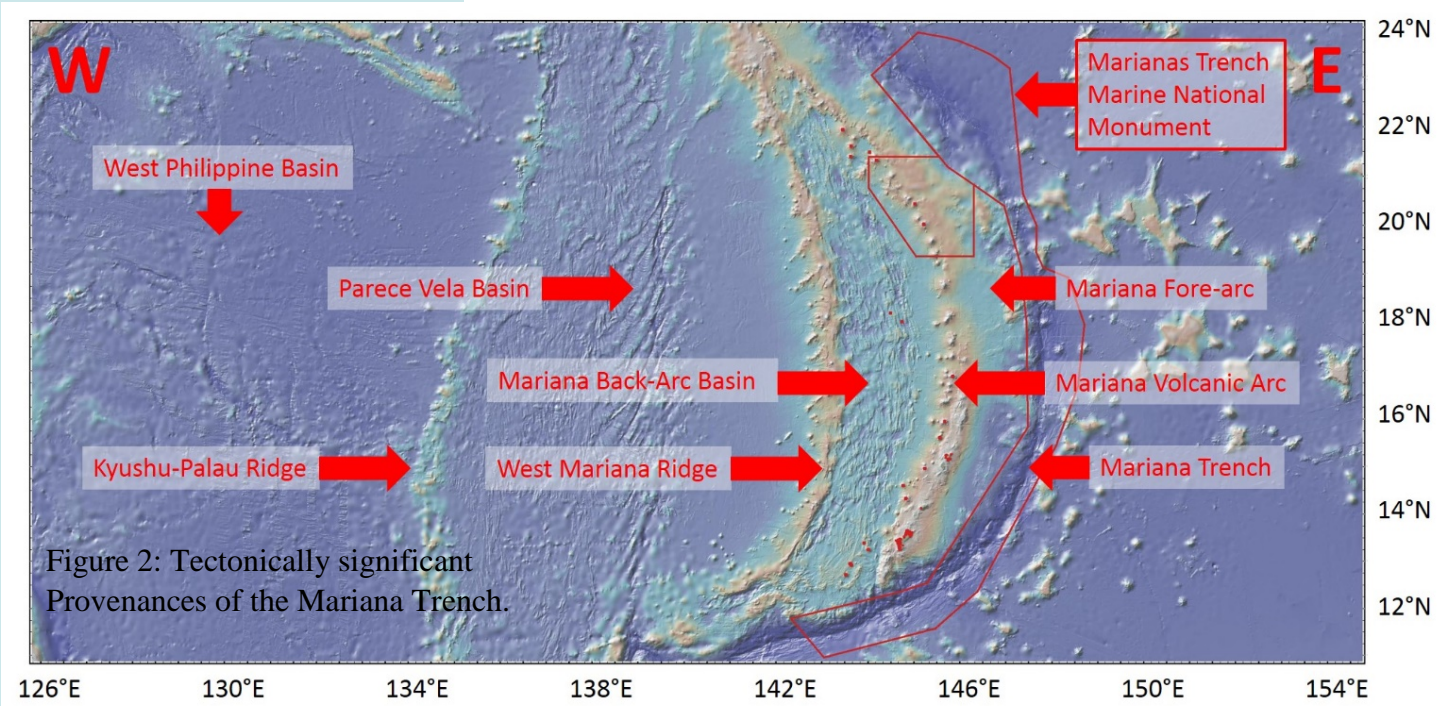 W
E
Marianas Trench
Marine National
Monument
West Philippine Basin
Parece Vela Basin
Mariana Fore-arc
Mariana Back-Arc Basin
Mariana Volcanic Arc
Kyushu-Palau Ridge
West Mariana Ridge
Mariana Trench
Figure 2: Tectonically significant
Provenances of the Mariana Trench.
24°N
22°N
20°N
18°N
16°N
14°N
12°N
126°E
130°E
134°E
138°E
142°E
146°E
150°E
154°E